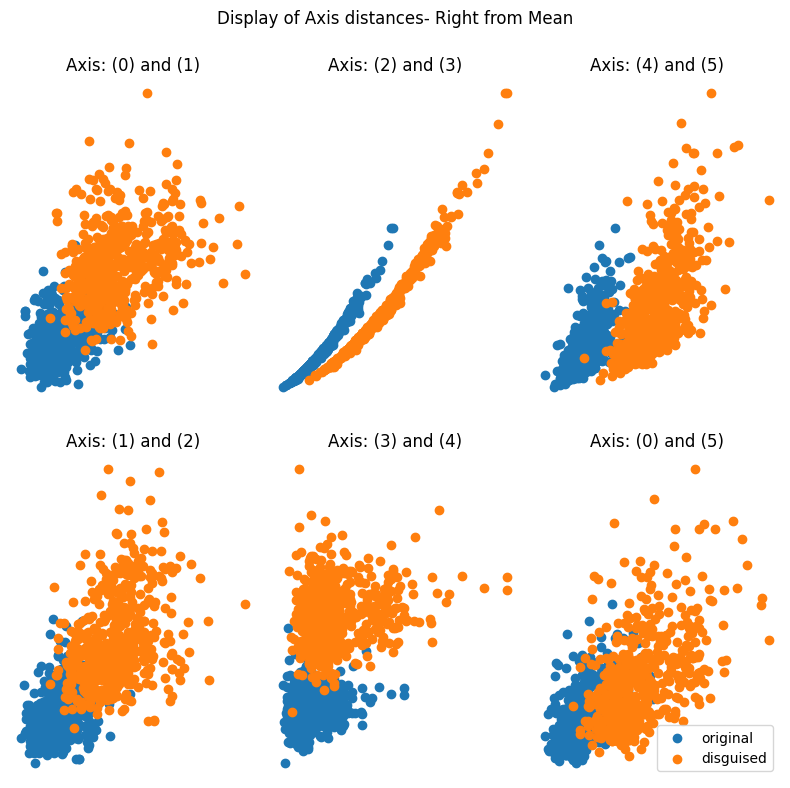 Display of Axis distances- Right from Mean
Axis: (0) and (1)
Axis: (2) and (3)
Axis: (4) and (5)
Axis: (1) and (2)
Axis: (3) and (4)
Axis: (0) and (5)
original
disguised